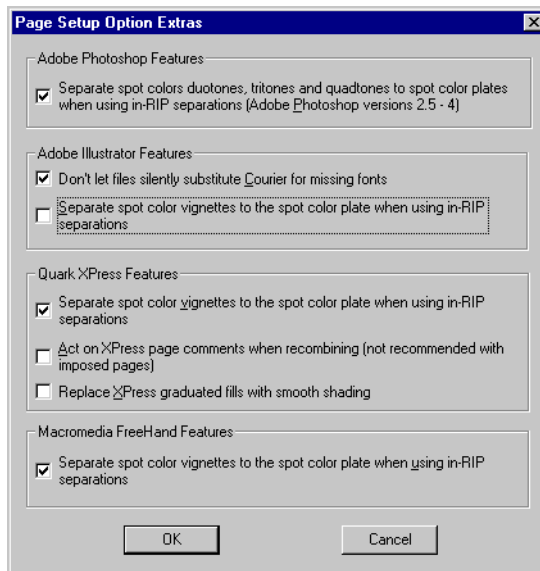 Page Setup Option Extras
Adobe Photoshop Features
Separate spot colors duotones, tritones and quadtones to spot color plates
when using in-RIP separations (Adobe Photoshop versions 2.5 - 4)
Adobe Illustrator Features
Don't let files silently substitute Courier for missing fonts
Separate spot color vignettes to the spot color plate when using in-RIP
separations
Quark XPress Features
Separate spot color vignettes to the spot color plate when using in-RIP
separations
Act on XPress page comments when recombining (not recommended with
imposed pages)
Replace XPress graduated fills with smooth shading
Macromedia FreeHand Features
Separate spot color vignettes to the spot color plate when using in-RIP
separations
OK
Cancel